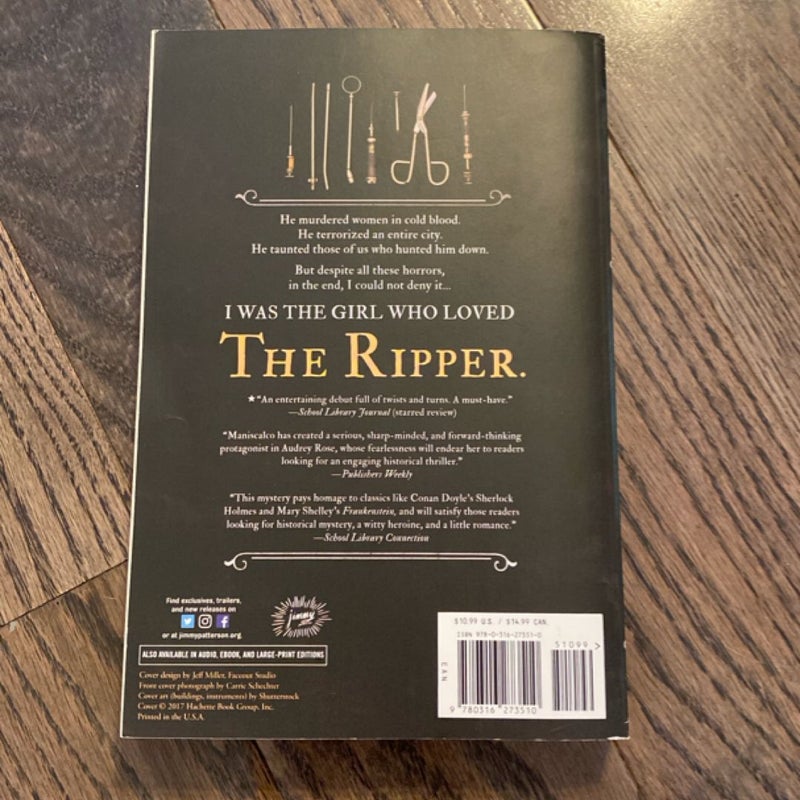 He murdered women in cold blood.
He terrorized an entire city.
He taunted those of us who hunted him down.
But despite all these horrors,
in the end, I could not deny it...
I WAS THE GIRL WHO LOVED
THE RIPPER.
★"An entertaining debut full of twists and turns. A must-have."
—School Library Journal (starred review)
"Maniscalco has created a serious, sharp-minded, and forward-thinking
protagonist in Audrey Rose, whose fearlessness will endear her to readers
looking for an engaging historical thriller."
—Publishers Weekly
"This mystery pays homage to classics like Conan Doyle's Sherlock
Holmes and Mary Shelley's Frankenstein, and will satisfy those readers
looking for historical mystery, a witty heroine, and a little romance."
—School Library Connection
Find exclusives, trailers,
and new releases on
or at jimmypatterson.org.
jimmy
ALSO AVAILABLE IN AUDIO, EBOOK, AND LARGE-PRINT EDITIONS
Cover design by Jeff Miller, Faceout Studio
Front cover photograph by Carrie Schechter
Cover art (buildings, instruments) by Shutterstock
Cover © 2017 Hachette Book Group, Inc.
Printed in the U.S.A.
$10.99 U.S. / $14.99 CAN.
ISBN 978-0-316-27351-0
51099>
EAN
9 780316 273510